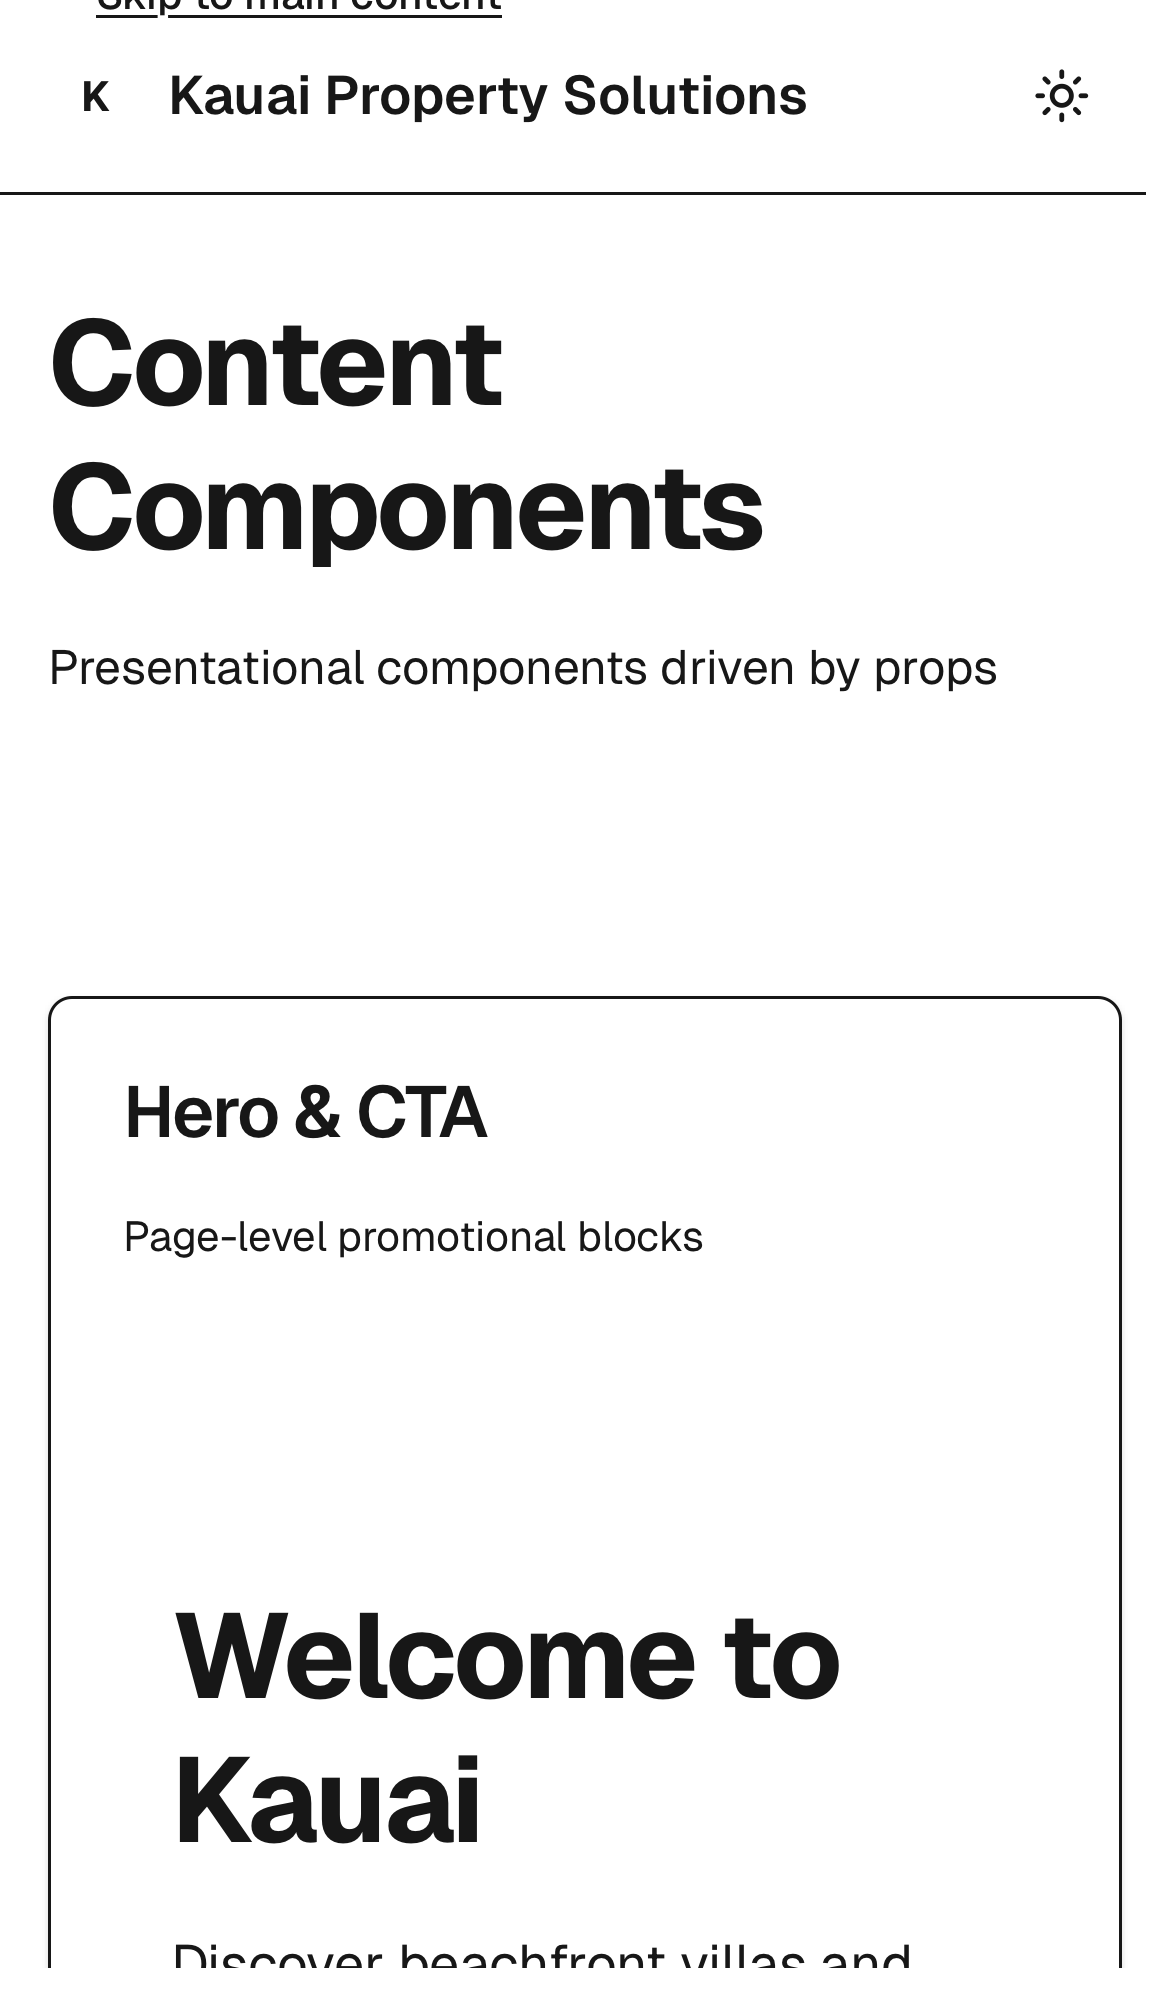 Skip to main content
K Kauai Property Solutions
Content
Components
Presentational components driven by props
Hero & CTA
Page-level promotional blocks
Welcome to
Kauai
Discover beachfront villas and